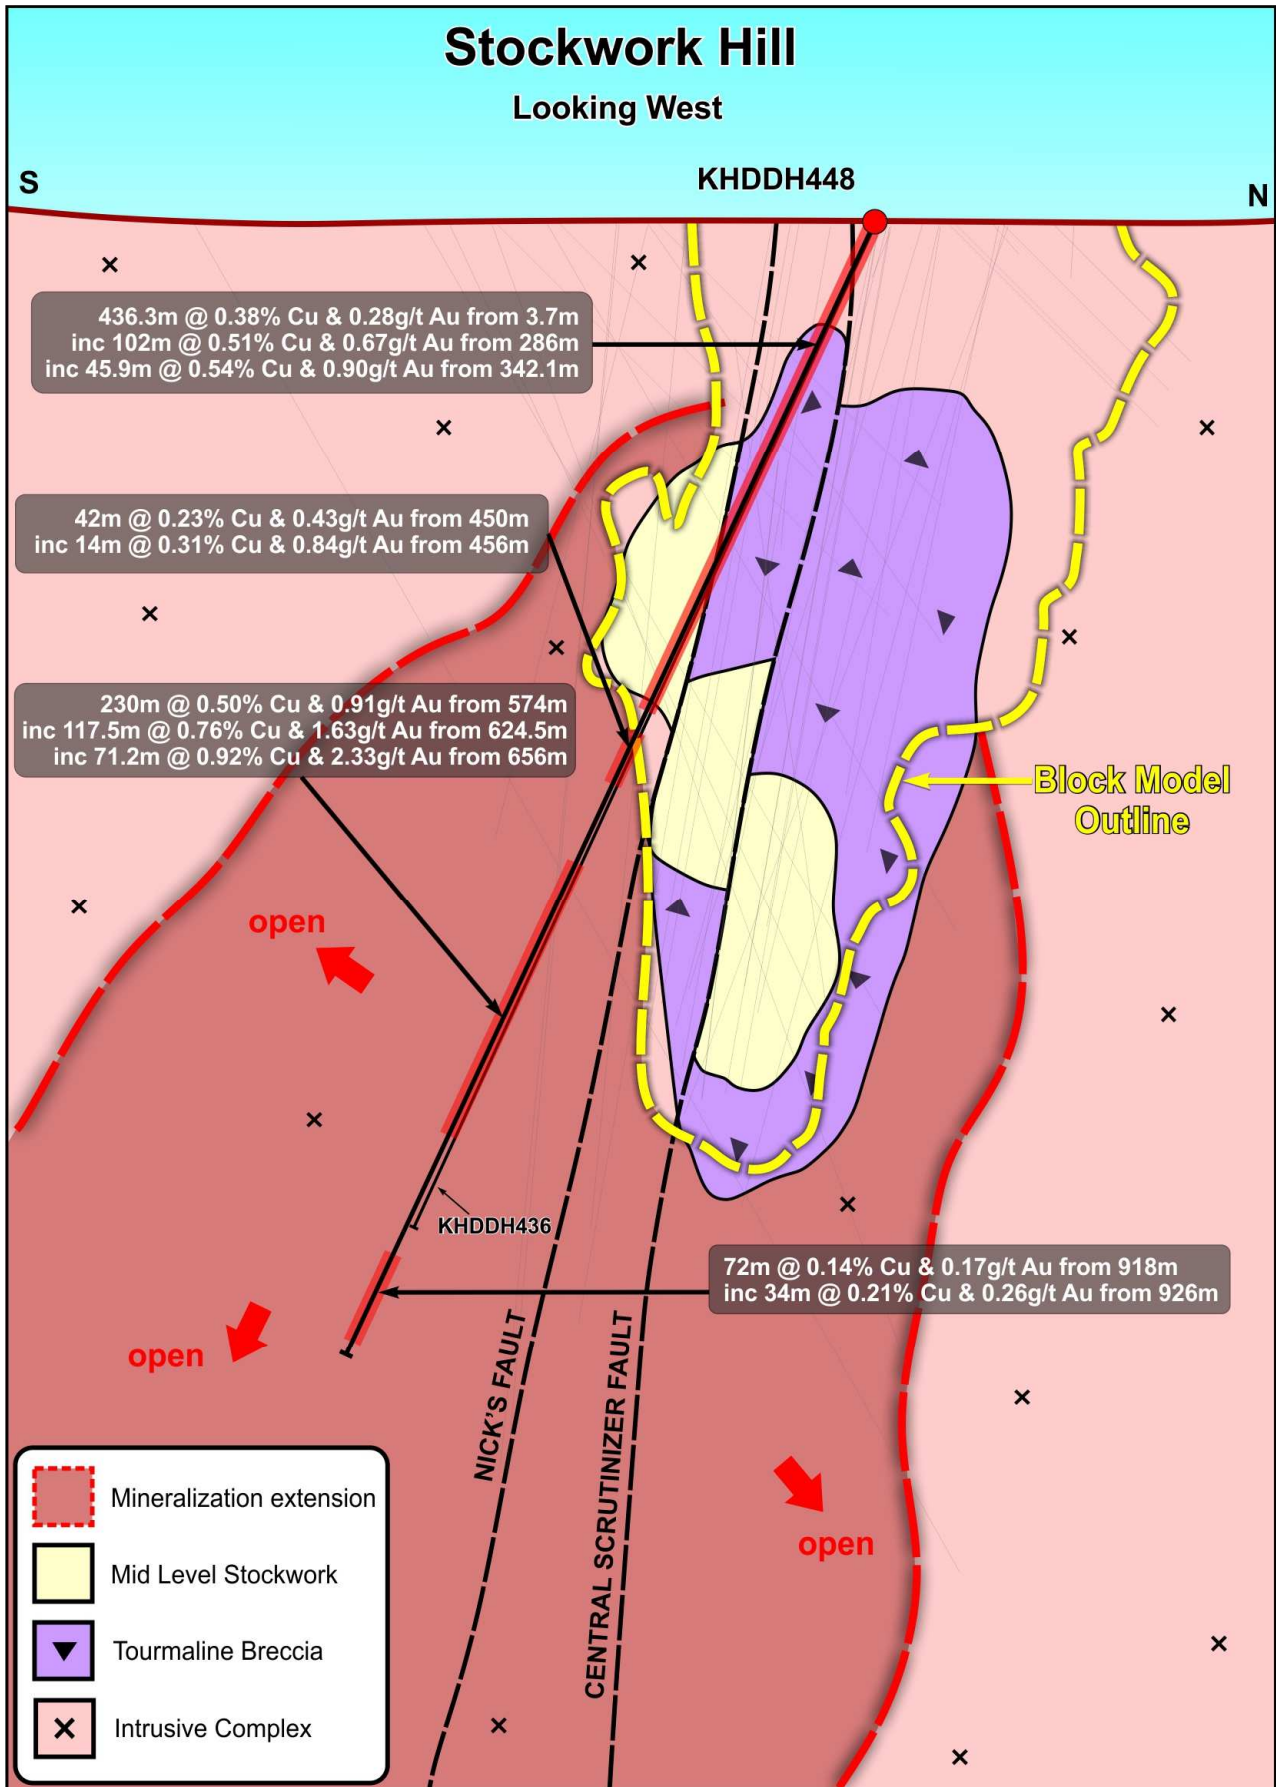 Stockwork Hill
Looking West
S
KHDDH448
N
436.3m @ 0.38% Cu & 0.28g/t Au from 3.7m
inc 102m @ 0.51% Cu & 0.67g/t Au from 286m
inc 45.9m @ 0.54% Cu & 0.90g/t Au from 342.1m
42m @ 0.23% Cu & 0.43g/t Au from 450m
inc 14m @ 0.31% Cu & 0.84g/t Au from 456m
230m @ 0.50% Cu & 0.91g/t Au from 574m
inc 117.5m @ 0.76% Cu & 1.63g/t Au from 624.5m
inc 71.2m @ 0.92% Cu & 2.33g/t Au from 656m
Block Model
Outline
open
KHDDH436
72m @ 0.14% Cu & 0.17g/t Au from 918m
inc 34m @ 0.21% Cu & 0.26g/t Au from 926m
open
NICK'S FAULT
CENTRAL SCRUTINIZER FAULT
open
Mineralization extension
Mid Level Stockwork
Tourmaline Breccia
Intrusive Complex